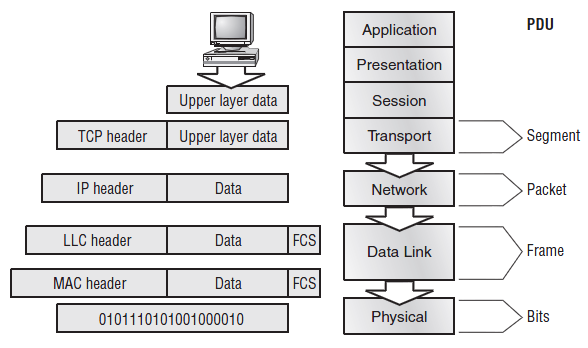 Application
PDU
Presentation
Upper layer data
Session
TCP header
Upper layer data
Transport
Segment
IP header
Data
Network
Packet
LLC header
Data
FCS
Data Link
Frame
MAC header
Data
FCS
0101110101001000010
Physical
Bits